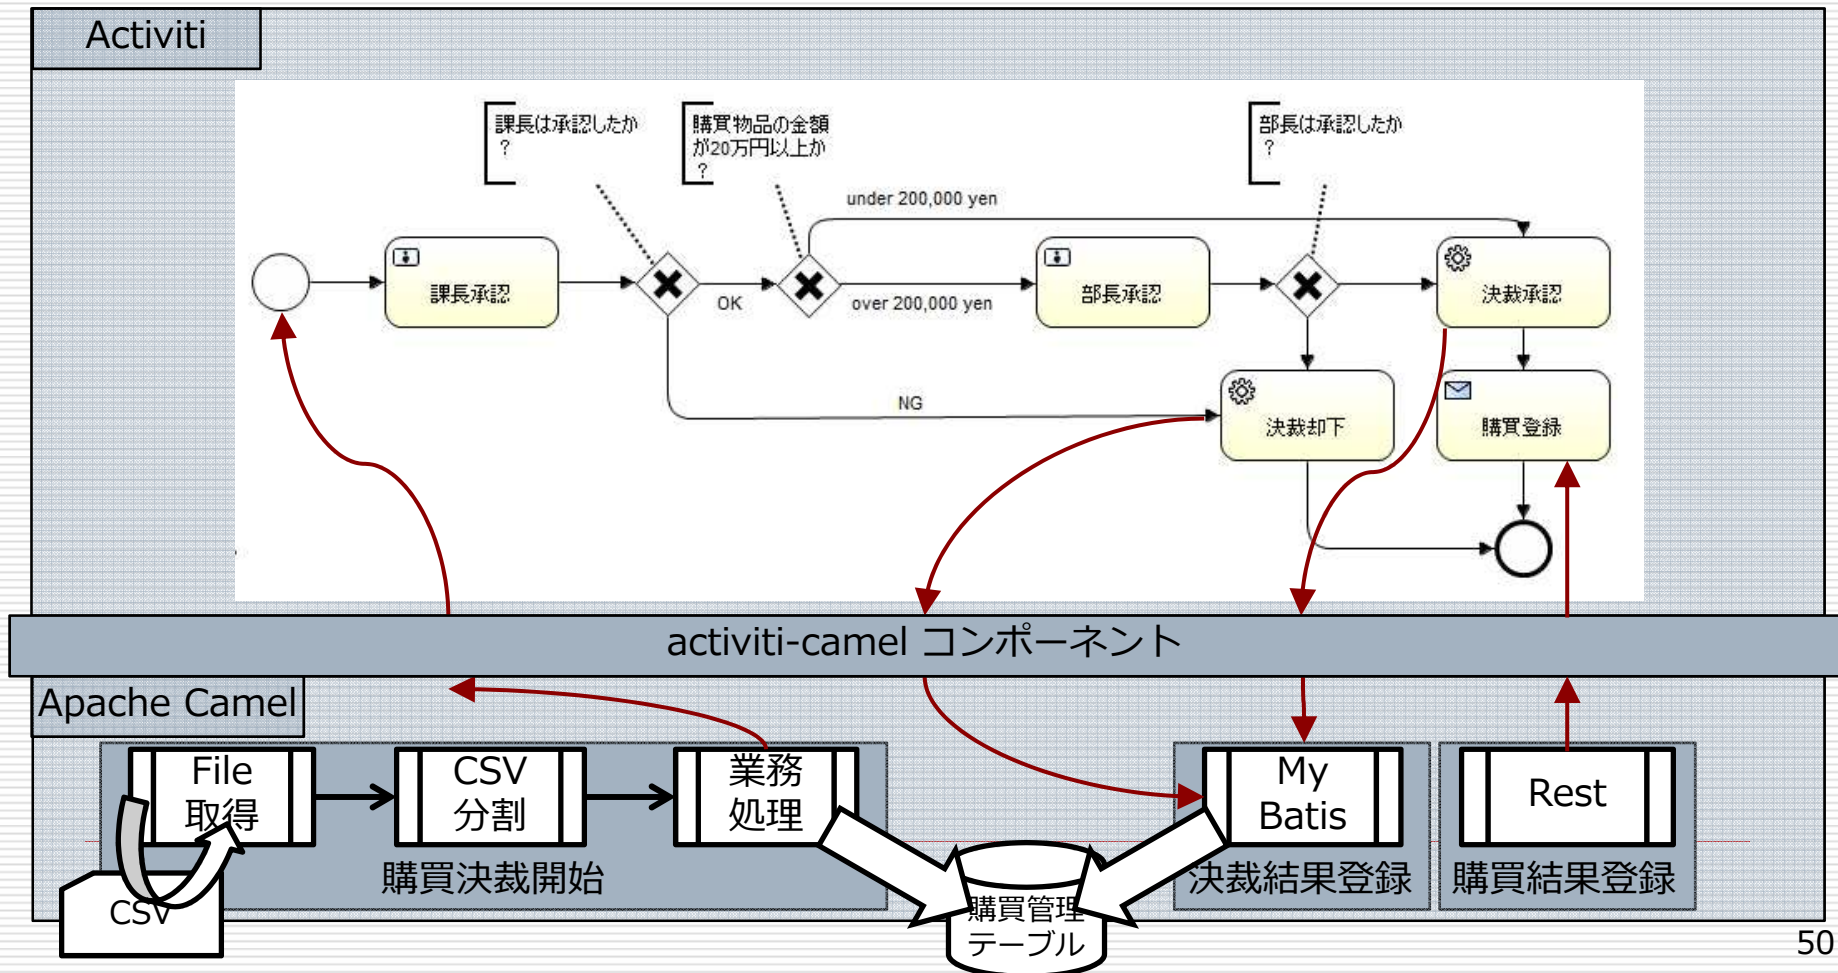 Activiti
課長は承認したか
?
購買物品の金額
が20万円以上か
?
部長は承認したか
?
under 200,000 yen
課長承認
OK
over 200,000 yen
部長承認
決裁承認
NG
決裁却下
購買登録
activiti-camel コンポーネント
Apache Camel
File
取得
CSV
分割
業務
処理
My
Batis
Rest
購買決裁開始
決裁結果登録
購買結果登録
CSV
購買管理
テーブル
50